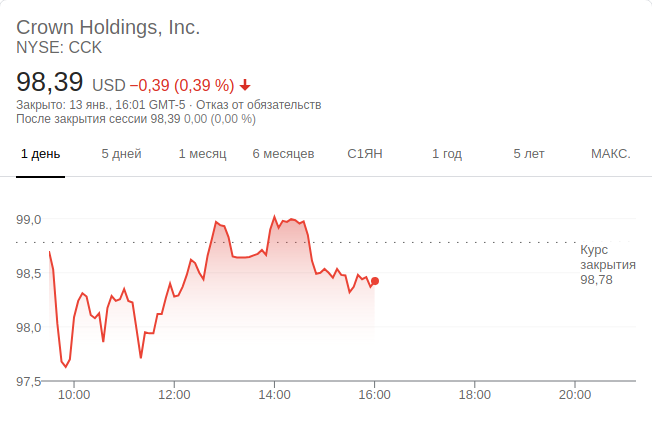 Crown Holdings, Inc.
NYSE: CCK
98,39 USD −0,39 (0,39 %)
Закрыто: 13 янв., 16:01 GMT-5 · Отказ от обязательств
После закрытия сессии 98,39 0,00 (0,00 %)
1 день 5 дней 1 месяц 6 месяцев С1ЯН 1 год 5 лет МАКС.
99,0
Курс
закрытия
98,5
98,78
98,0
97,5
10:00 12:00 14:00 16:00 18:00 20:00